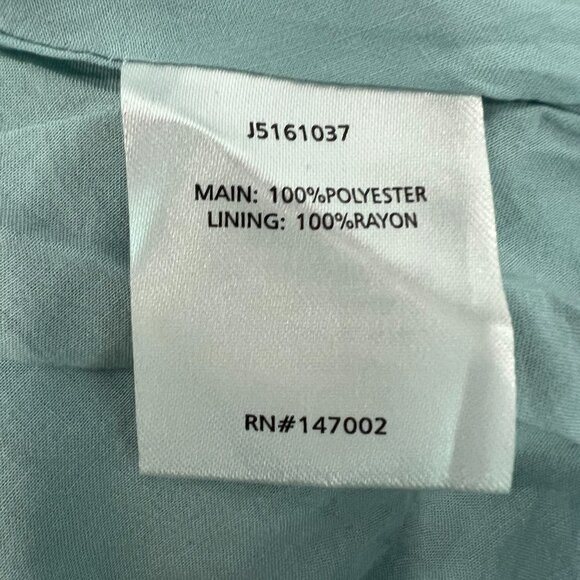 J5161037
MAIN: 100%POLYESTER
LINING: 100%RAYON
RN#147002